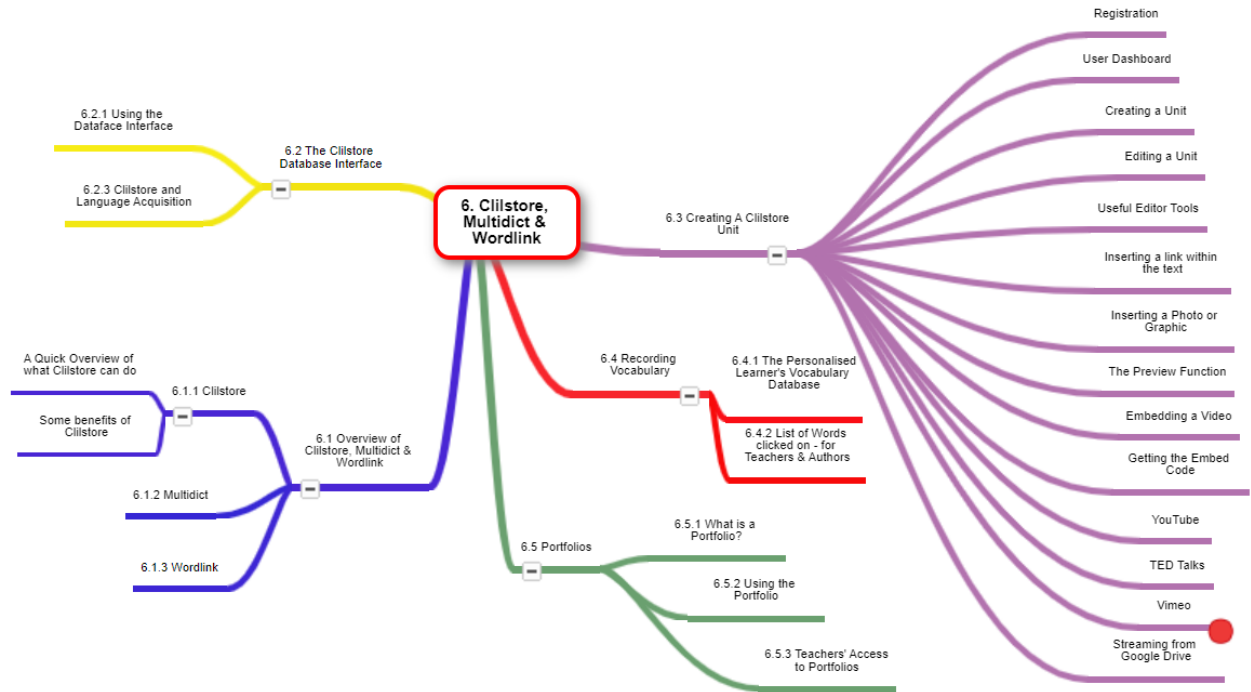 6. Clilstore,
Multidict &
Wordlink
6.1 Overview of
Clilstore, Multidict &
Wordlink
6.1.1 Clilstore
A Quick Overview of
what Clilstore can do
Some benefits of
Clilstore
6.1.2 Multidict
6.1.3 Wordlink
6.2 The Clilstore
Database Interface
6.2.1 Using the
Dataface Interface
6.2.3 Clilstore and
Language Acquisition
6.3 Creating A Clilstore
Unit
Registration
User Dashboard
Creating a Unit
Editing a Unit
Useful Editor Tools
Inserting a link within
the text
Inserting a Photo or
Graphic
The Preview Function
Embedding a Video
Getting the Embed
Code
YouTube
TED Talks
Vimeo
Streaming from
Google Drive
6.4 Recording
Vocabulary
6.4.1 The Personalised
Learner's Vocabulary
Database
6.4.2 List of Words
clicked on - for
Teachers & Authors
6.5 Portfolios
6.5.1 What is a
Portfolio?
6.5.2 Using the
Portfolio
6.5.3 Teachers' Access
to Portfolios